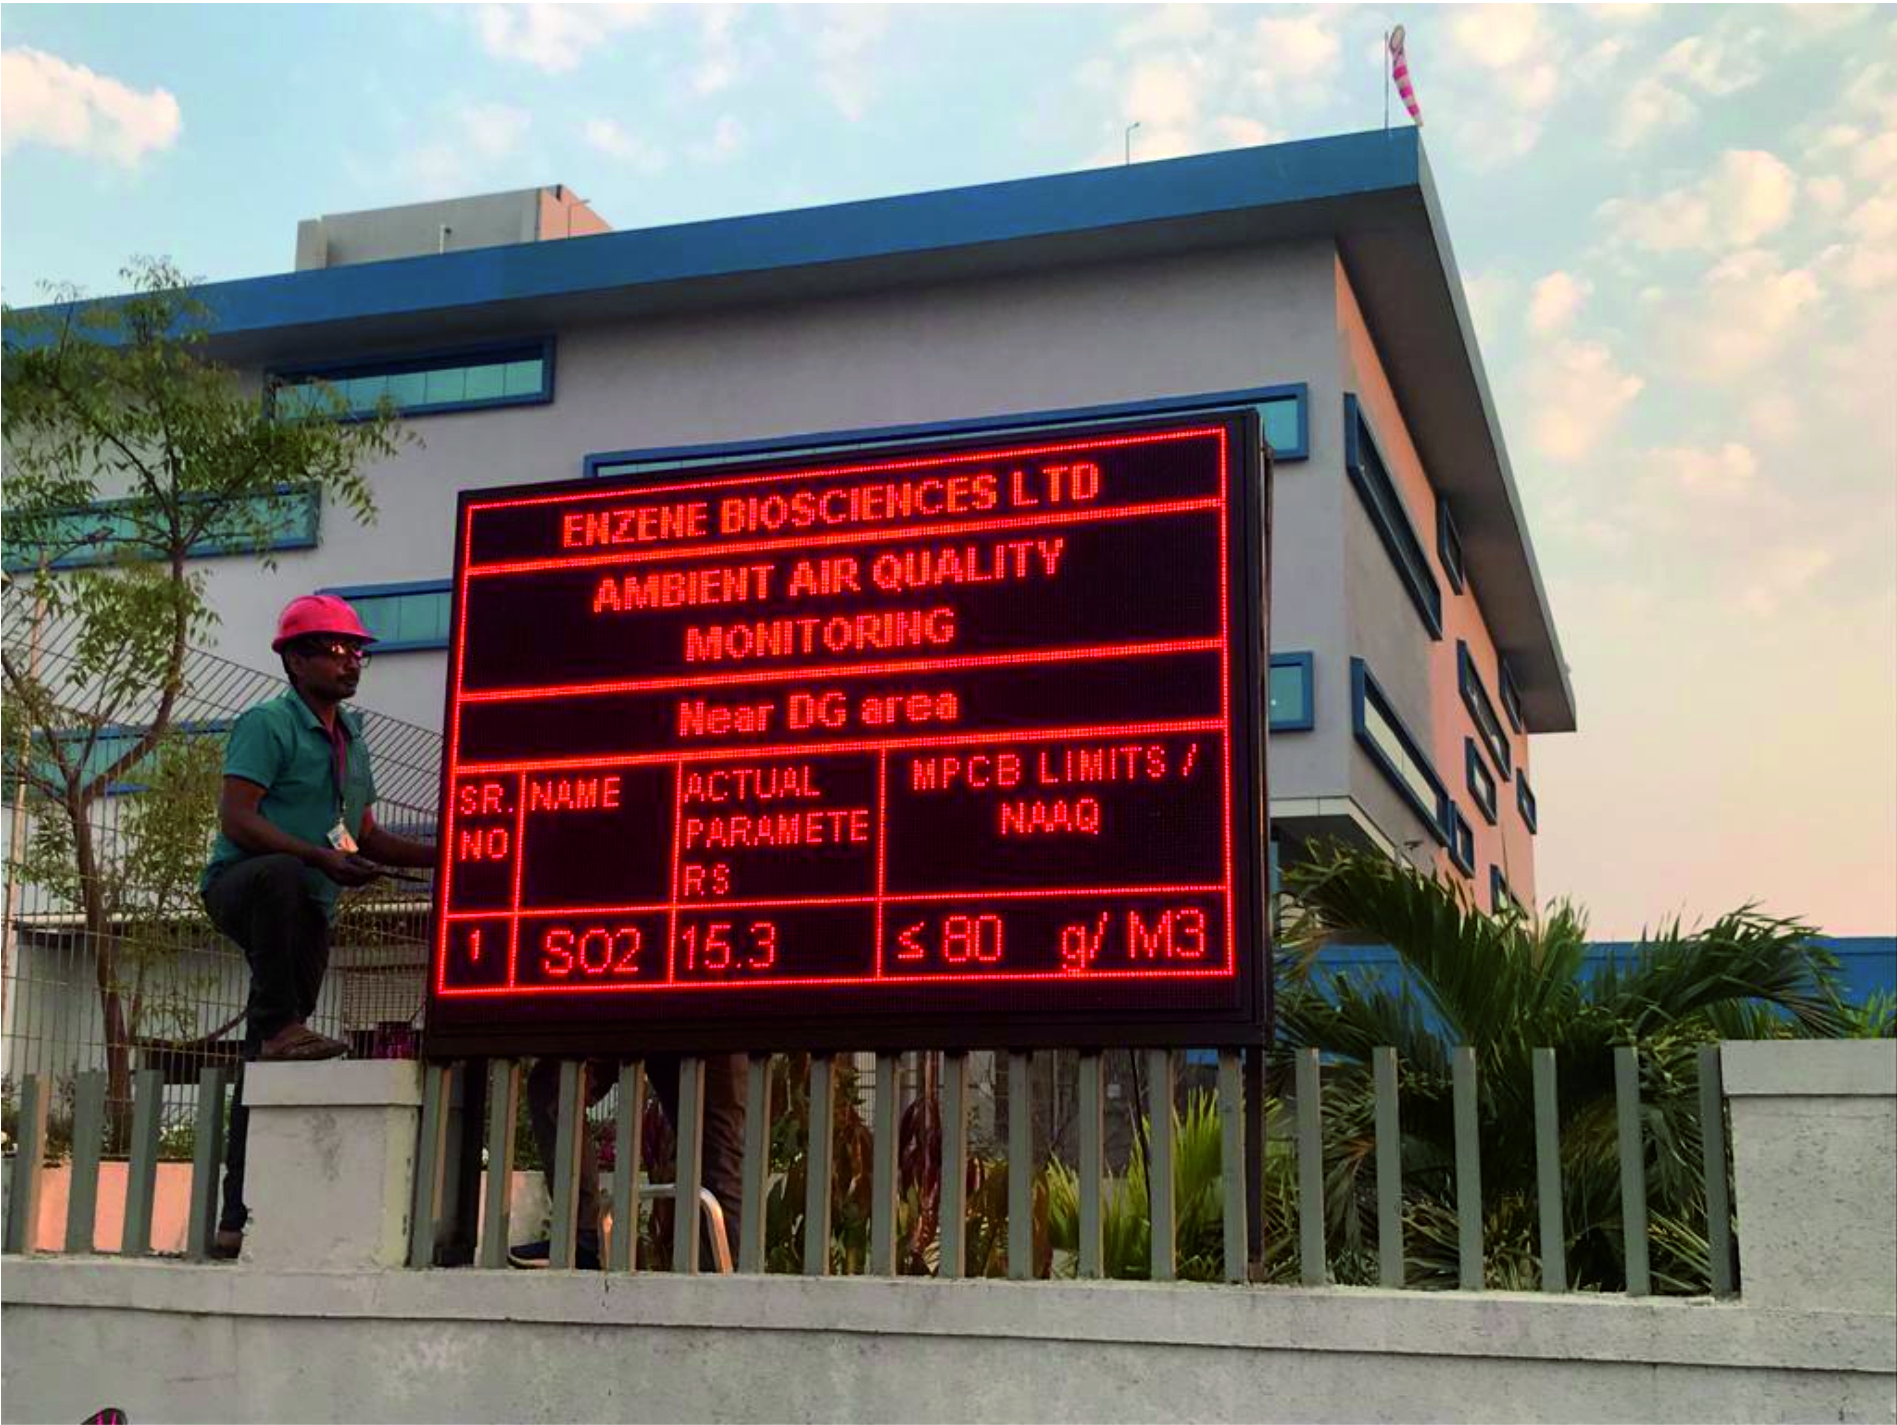 ENZENE BIOSCIENCES LTD
AMBIENT AIR QUALITY
MONITORING
Near DG area
SR.
NO
NAME
ACTUAL
PARAMETE
RS
MPCB LIMITS /
NAAQ
1
SO2
15.3
≤ 80 g/ M3